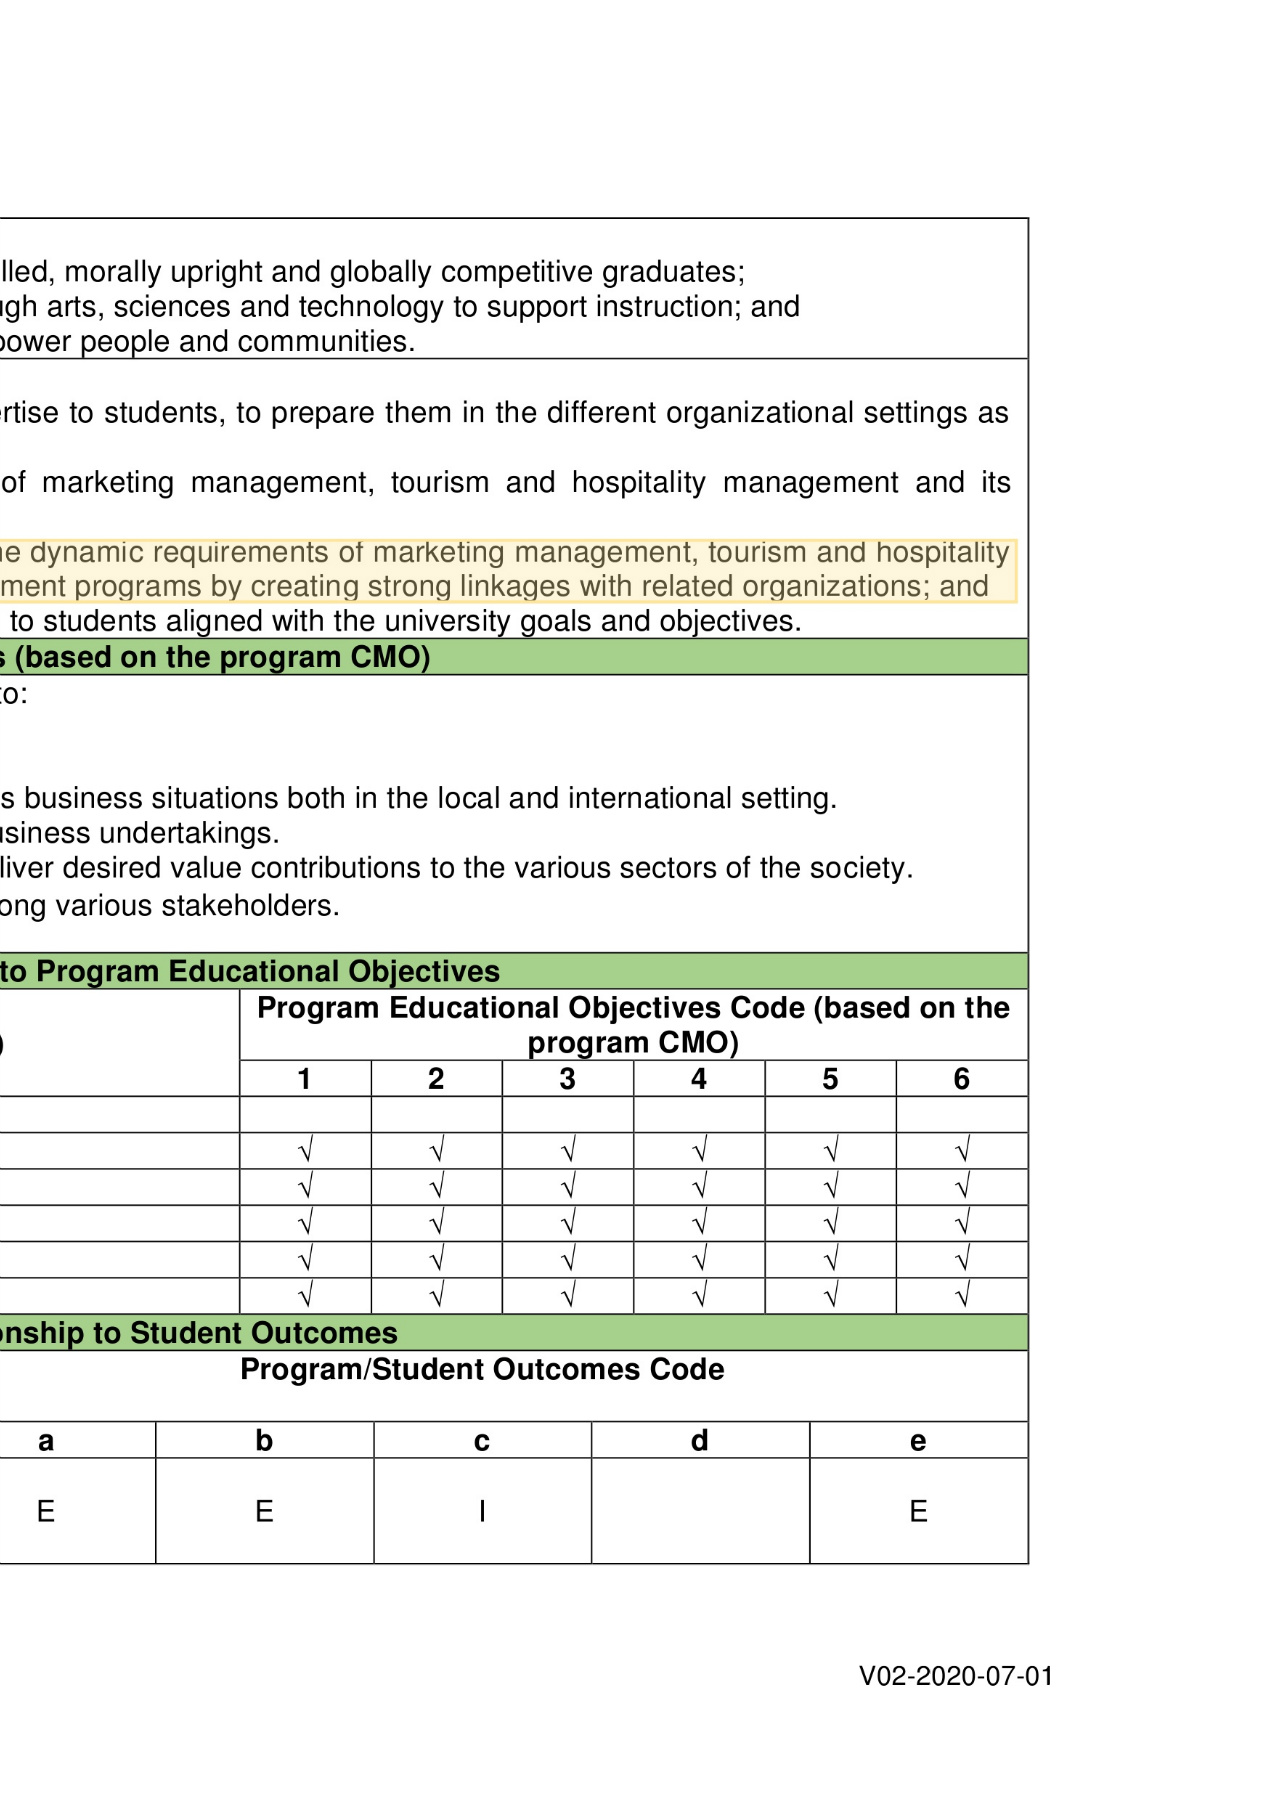 lled, morally upright and globally competitive graduates;
ugh arts, sciences and technology to support instruction; and
power people and communities.
ertise to students, to prepare them in the different organizational settings as
of marketing management, tourism and hospitality management and its
he dynamic requirements of marketing management, tourism and hospitality
ment programs by creating strong linkages with related organizations; and
to students aligned with the university goals and objectives.
s (based on the program CMO)
to:
s business situations both in the local and international setting.
usiness undertakings.
liver desired value contributions to the various sectors of the society.
ong various stakeholders.
to Program Educational Objectives
Program Educational Objectives Code (based on the
program CMO)
)
1 2 3 4 5 6
√ √ √ √ √ √
√ √ √ √ √ √
√ √ √ √ √ √
√ √ √ √ √ √
√ √ √ √ √ √
onship to Student Outcomes
Program/Student Outcomes Code
a b c d e
E E I E
V02-2020-07-01